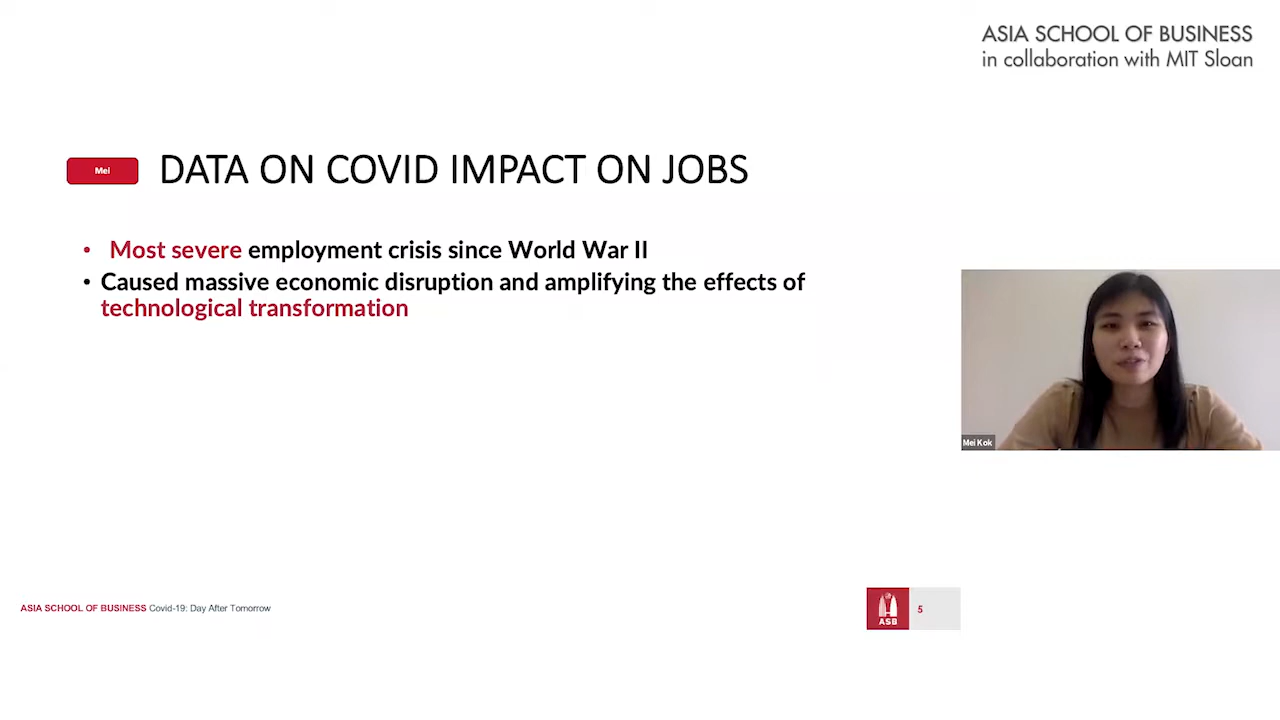 ASIA SCHOOL OF BUSINESS
in collaboration with MIT Sloan
Mei
DATA ON COVID IMPACT ON JOBS
• Most severe employment crisis since World War II
• Caused massive economic disruption and amplifying the effects of
technological transformation
Mei Kok
ASIA SCHOOL OF BUSINESS Covid-19: Day After Tomorrow
ASB
5